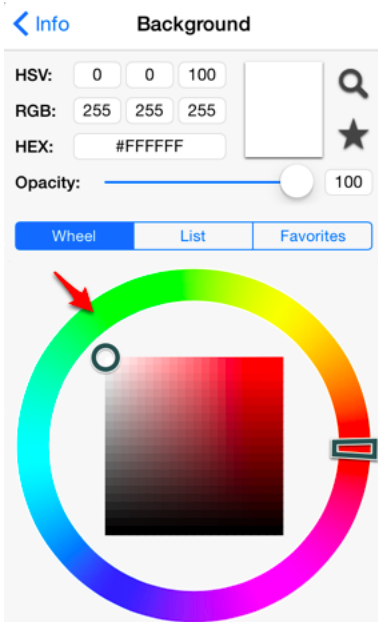 Info Background
HSV: 0 0 100
RGB: 255 255 255
HEX: #FFFFFF
Opacity: 100
Wheel List Favorites